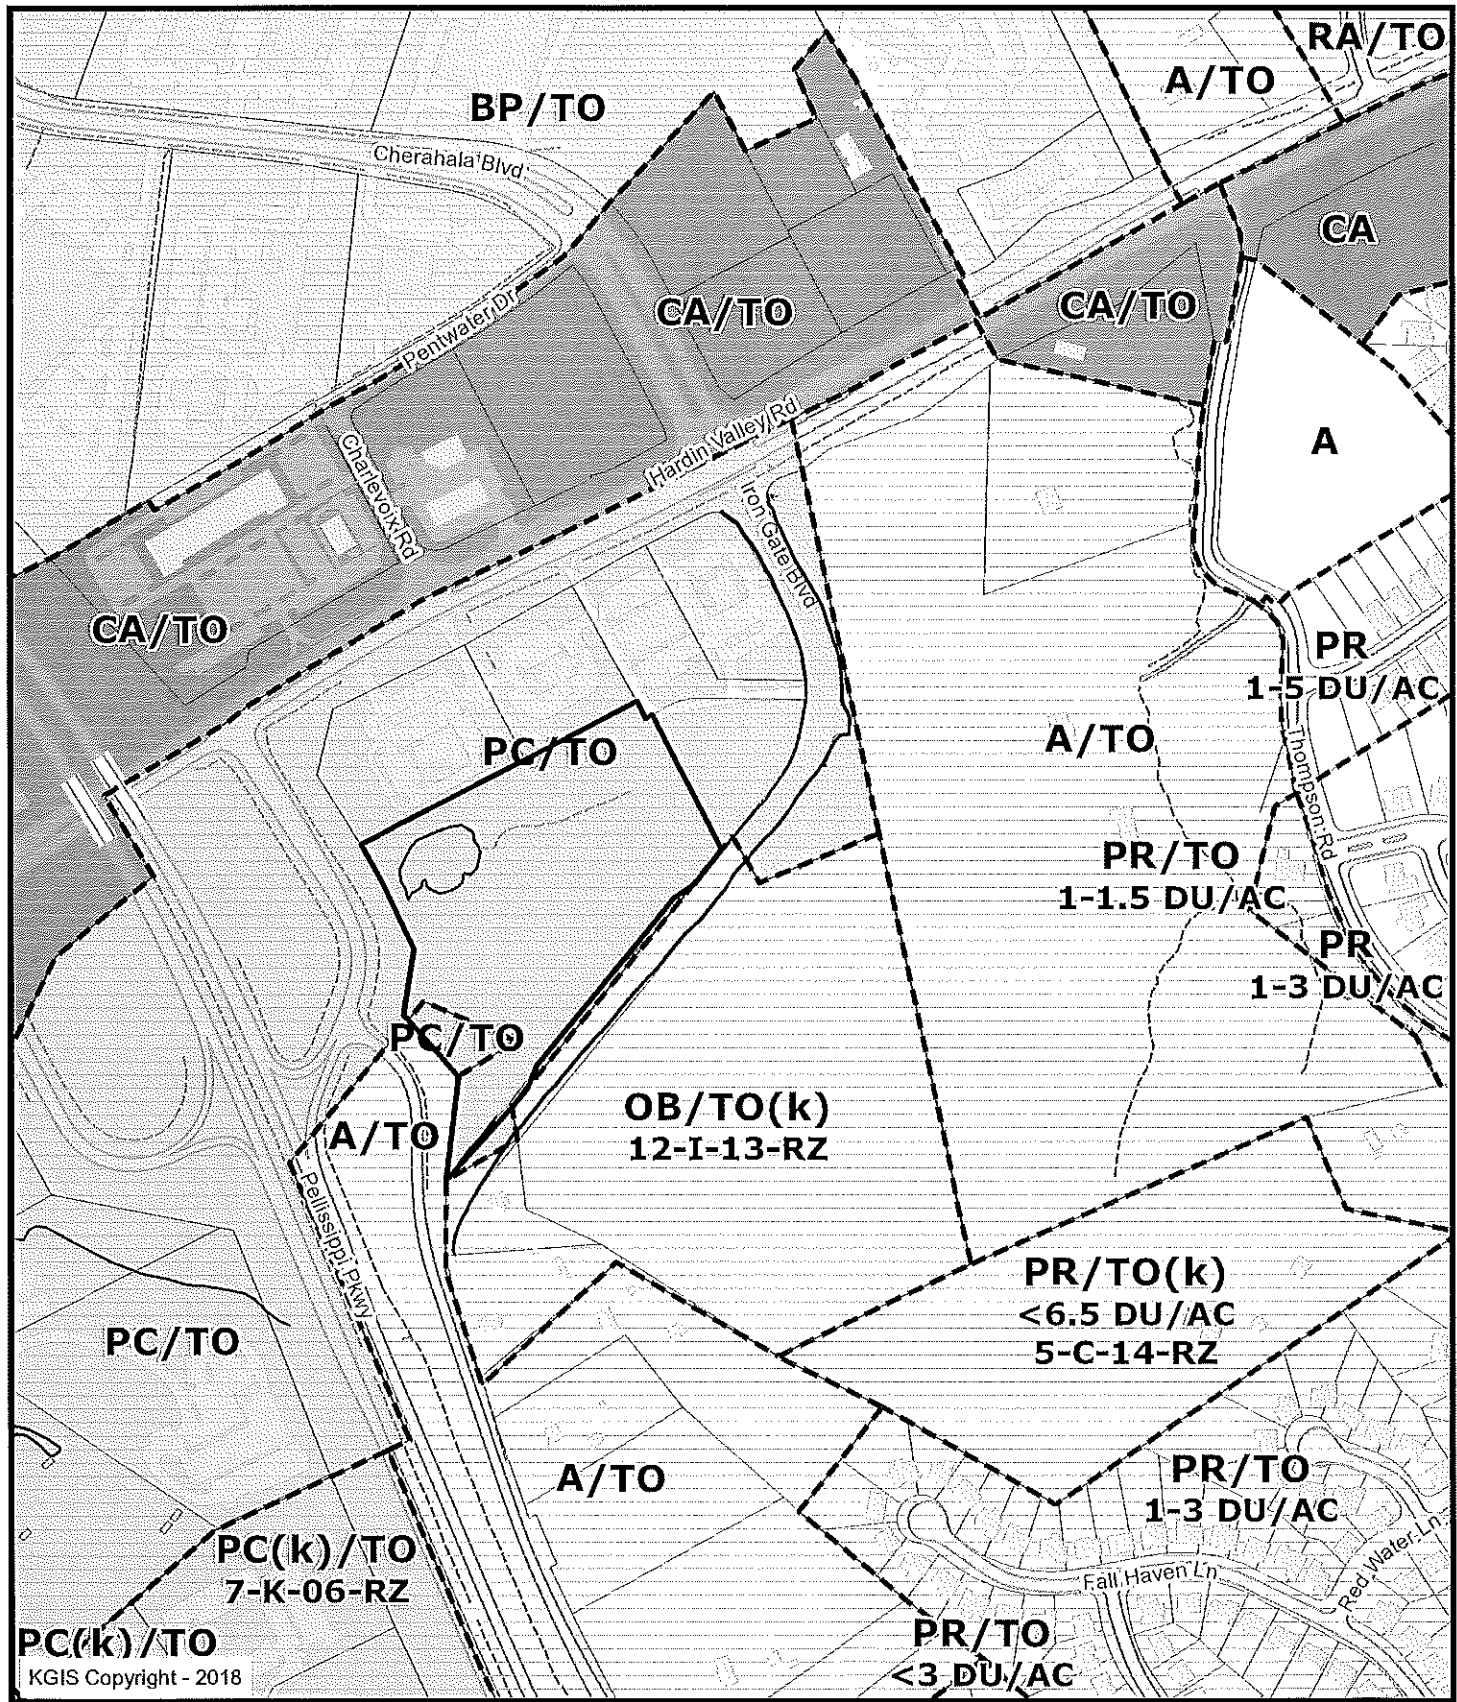 RA/TO
A/TO
BP/TO
Cherahala Blvd
CA
CA/TO
CA/TO
Pentwater Dr
Hardin Valley Rd
Charlevoix Rd
A
Iron Gate Blvd
CA/TO
PR
1-5 DU/AC
PC/TO
A/TO
Thompson Rd
PR/TO
1-1.5 DU/AC
PR
1-3 DU/AC
PC/TO
OB/TO(k)
12-I-13-RZ
A/TO
Pellissippi Pkwy
PR/TO(k)
<6.5 DU/AC
5-C-14-RZ
PC/TO
A/TO
PR/TO
1-3 DU/AC
Red Water Ln
PC(k)/TO
7-K-06-RZ
Fall Haven Ln
PR/TO
<3 DU/AC
PC(k)/TO
KGIS Copyright - 2018